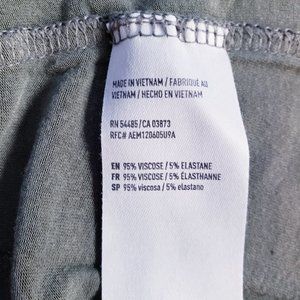 MADE IN VIETNAM / FABRIQUÉ AU
VIETNAM / HECHO EN VIETNAM
RN 54485/CA 03873
RFC# AEM120605U9A
EN 95% VISCOSE / 5% ELASTANE
FR 95% VISCOSE / 5% ÉLASTHANNE
SP 95% viscosa / 5% elastano